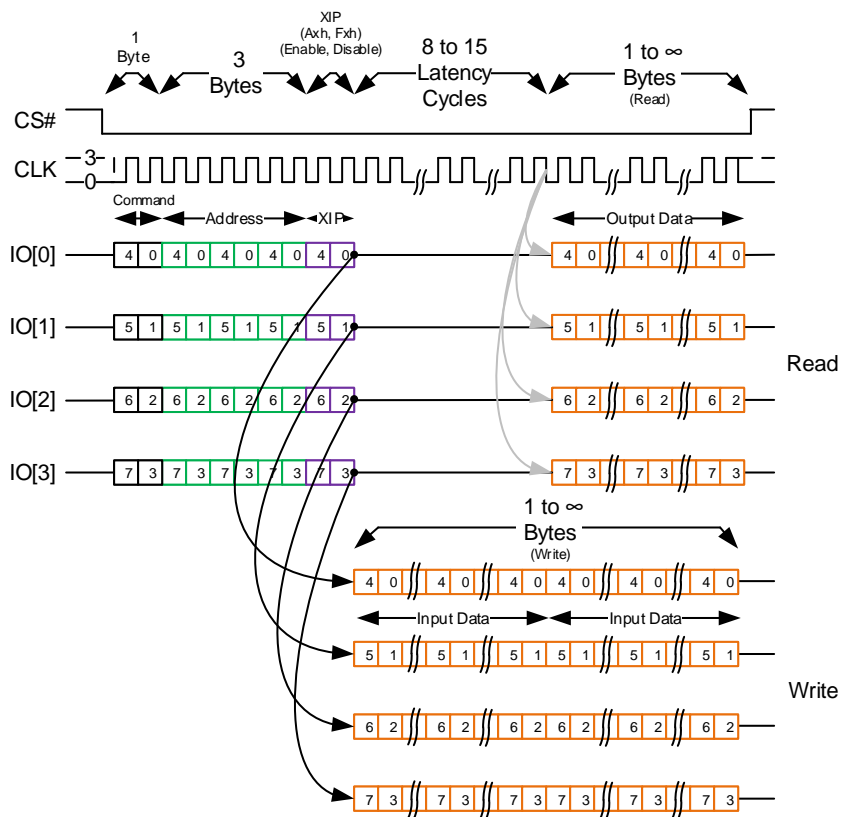 XIP
(Axh, Fxh)
(Enable, Disable)
1
Byte
3
Bytes
8 to 15
Latency
Cycles
1 to ∞
Bytes
(Read)
CS#
CLK
3
0
Command
Address
XIP
Output Data
IO[0]
4 0 4 0 4 0 4 0 4 0
4 0 4 0 4 0
IO[1]
5 1 5 1 5 1 5 1 5 1
5 1 5 1 5 1
Read
IO[2]
6 2 6 2 6 2 6 2 6 2
6 2 6 2 6 2
IO[3]
7 3 7 3 7 3 7 3 7 3
7 3 7 3 7 3
1 to ∞
Bytes
(Write)
4 0 4 0 4 0 4 0 4 0 4 0
Input Data
Input Data
5 1 5 1 5 1 5 1 5 1 5 1
Write
6 2 6 2 6 2 6 2 6 2 6 2
7 3 7 3 7 3 7 3 7 3 7 3